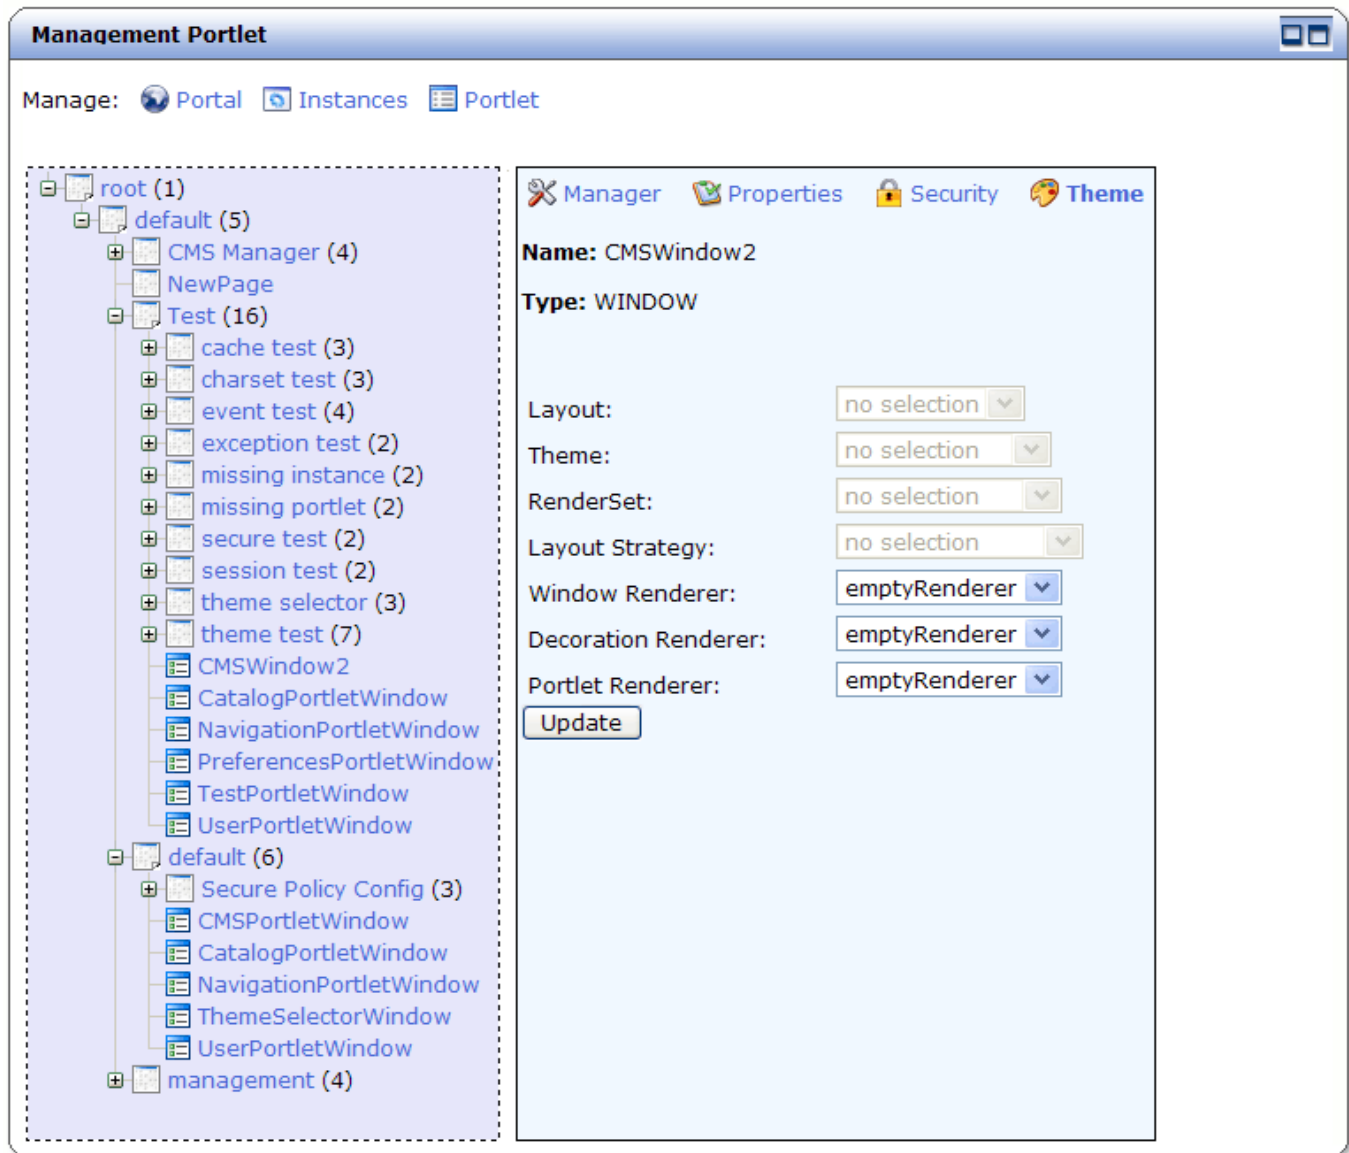 Management Portlet
Manage: Portal Instances Portlet
root (1)
default (5)
CMS Manager (4)
NewPage
Test (16)
cache test (3)
charset test (3)
event test (4)
exception test (2)
missing instance (2)
missing portlet (2)
secure test (2)
session test (2)
theme selector (3)
theme test (7)
CMSWindow2
CatalogPortletWindow
NavigationPortletWindow
PreferencesPortletWindow
TestPortletWindow
UserPortletWindow
default (6)
Secure Policy Config (3)
CMSPortletWindow
CatalogPortletWindow
NavigationPortletWindow
ThemeSelectorWindow
UserPortletWindow
management (4)
Manager Properties Security Theme
Name: CMSWindow2
Type: WINDOW
Layout: no selection
Theme: no selection
RenderSet: no selection
Layout Strategy: no selection
Window Renderer: emptyRenderer
Decoration Renderer: emptyRenderer
Portlet Renderer: emptyRenderer
Update